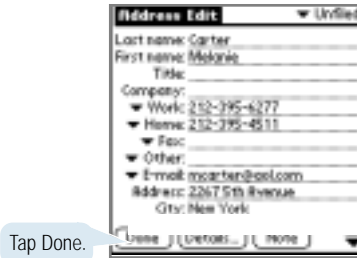 Address Edit ▼ Unfiled
Last name: Carter
First name: Melanie
Title:
Company:
▼ Work: 212-395-6277
▼ Home: 212-395-4511
▼ Fax:
▼ Other:
▼ E-mail: mcarter@aol.com
Address: 2267 5th Avenue
City: New York
Tap Done.
Done Details... Note